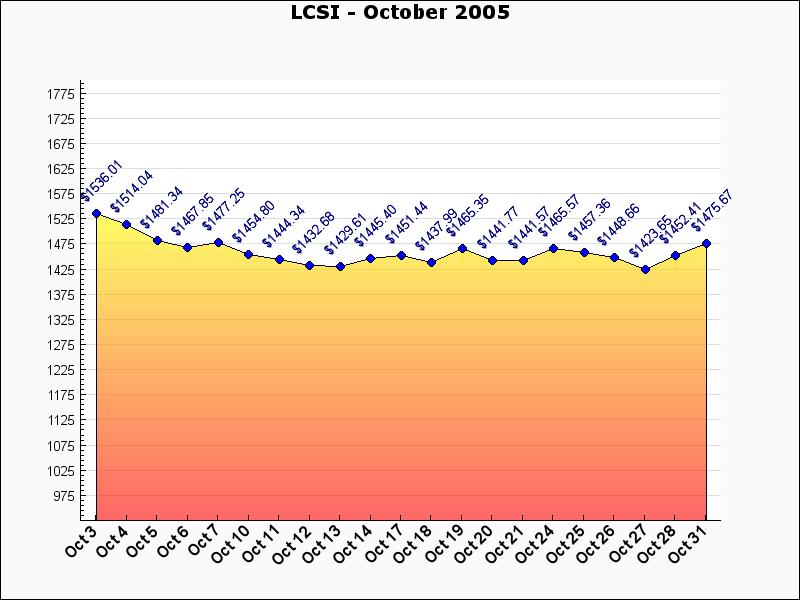 LCSI - October 2005
1775
1725
1675
1625
1575
1525
1475
1425
1375
1325
1275
1225
1175
1125
1075
1025
975
$1536.01
$1514.04
$1481.34
$1467.85
$1477.25
$1454.80
$1444.34
$1432.68
$1429.61
$1445.40
$1451.44
$1437.99
$1465.35
$1441.77
$1441.57
$1465.57
$1457.36
$1448.66
$1423.65
$1452.41
$1475.67
Oct 3
Oct 4
Oct 5
Oct 6
Oct 7
Oct 10
Oct 11
Oct 12
Oct 13
Oct 14
Oct 17
Oct 18
Oct 19
Oct 20
Oct 21
Oct 24
Oct 25
Oct 26
Oct 27
Oct 28
Oct 31